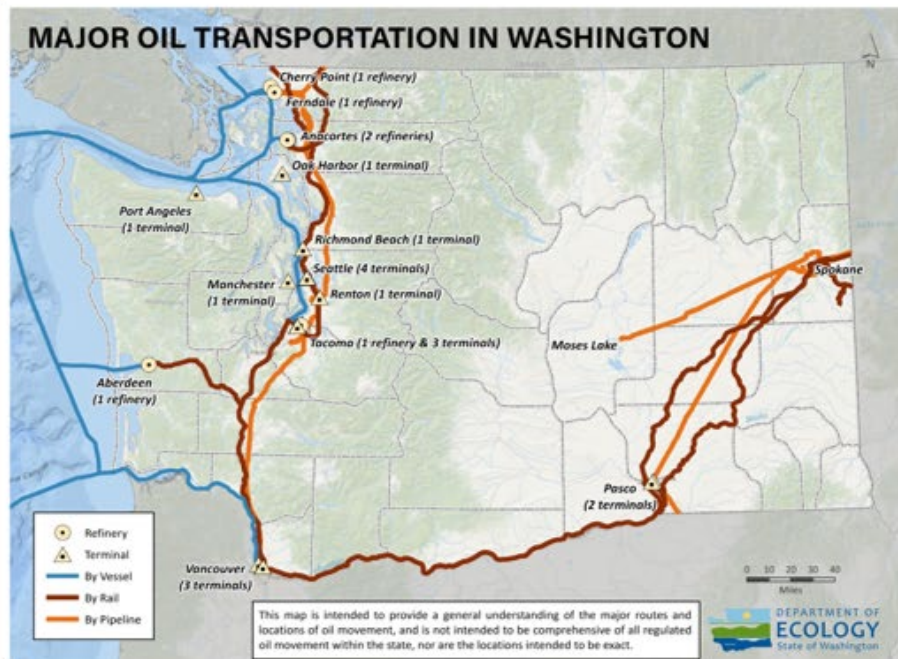 MAJOR OIL TRANSPORTATION IN WASHINGTON
N
Cherry Point (1 refinery)
Ferndale (1 refinery)
Anacortes (2 refineries)
Oak Harbor (1 terminal)
Port Angeles
(1 terminal)
Richmond Beach (1 terminal)
Seattle (4 terminals)
Manchester
(1 terminal)
Renton (1 terminal)
Spokane
Tacoma (1 refinery & 3 terminals)
Moses Lake
Aberdeen
(1 refinery)
Pasco
(2 terminals)
Vancouver
(3 terminals)
Refinery
Terminal
By Vessel
By Rail
By Pipeline
0 10 20 30 40
Miles
This map is intended to provide a general understanding of the major routes and
locations of oil movement, and is not intended to be comprehensive of all regulated
oil movement within the state, nor are the locations intended to be exact.
DEPARTMENT OF
ECOLOGY
State of Washington